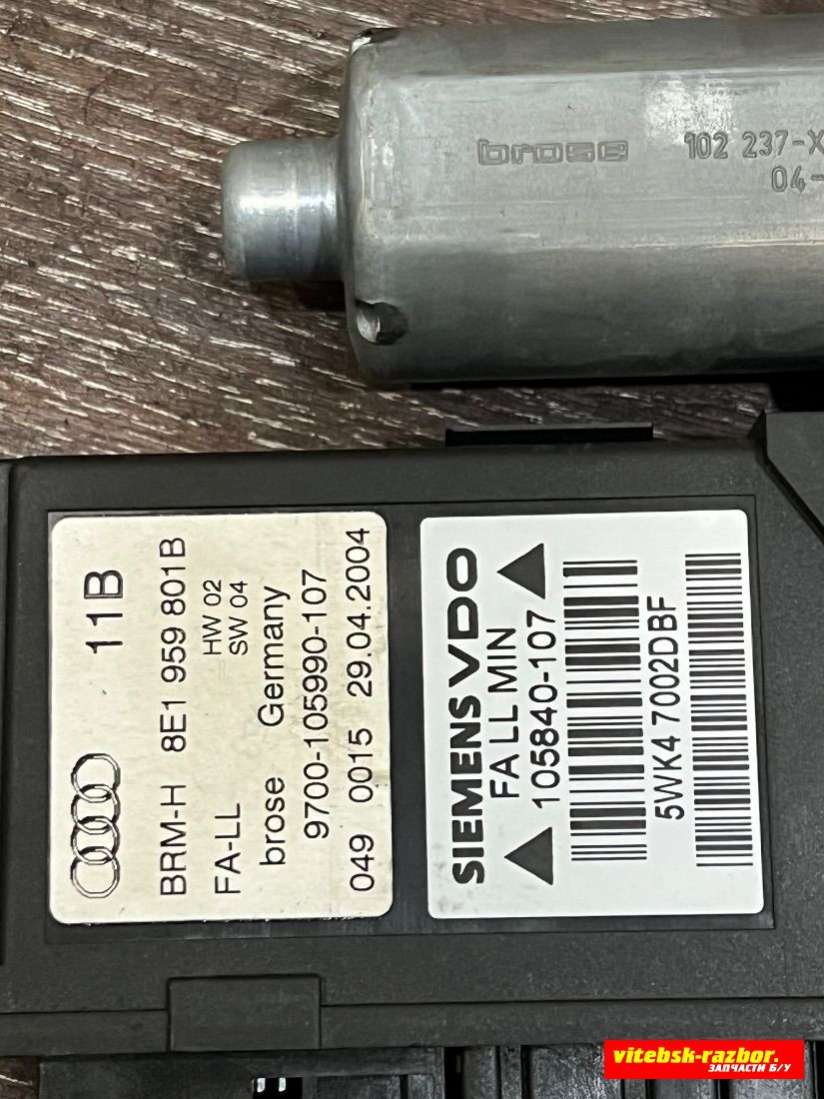 brose 102 237-X
04-
11B
BRM-H 8E1 959 801B
HW 02
FA-LL SW 04
brose Germany
9700-105990-107
049 0015 29.04.2004
SIEMENS VDO
FA LL MIN
105840-107
5WK4 7002DBF
vitebsk-razbor.
ЗАПЧАСТИ Б/У